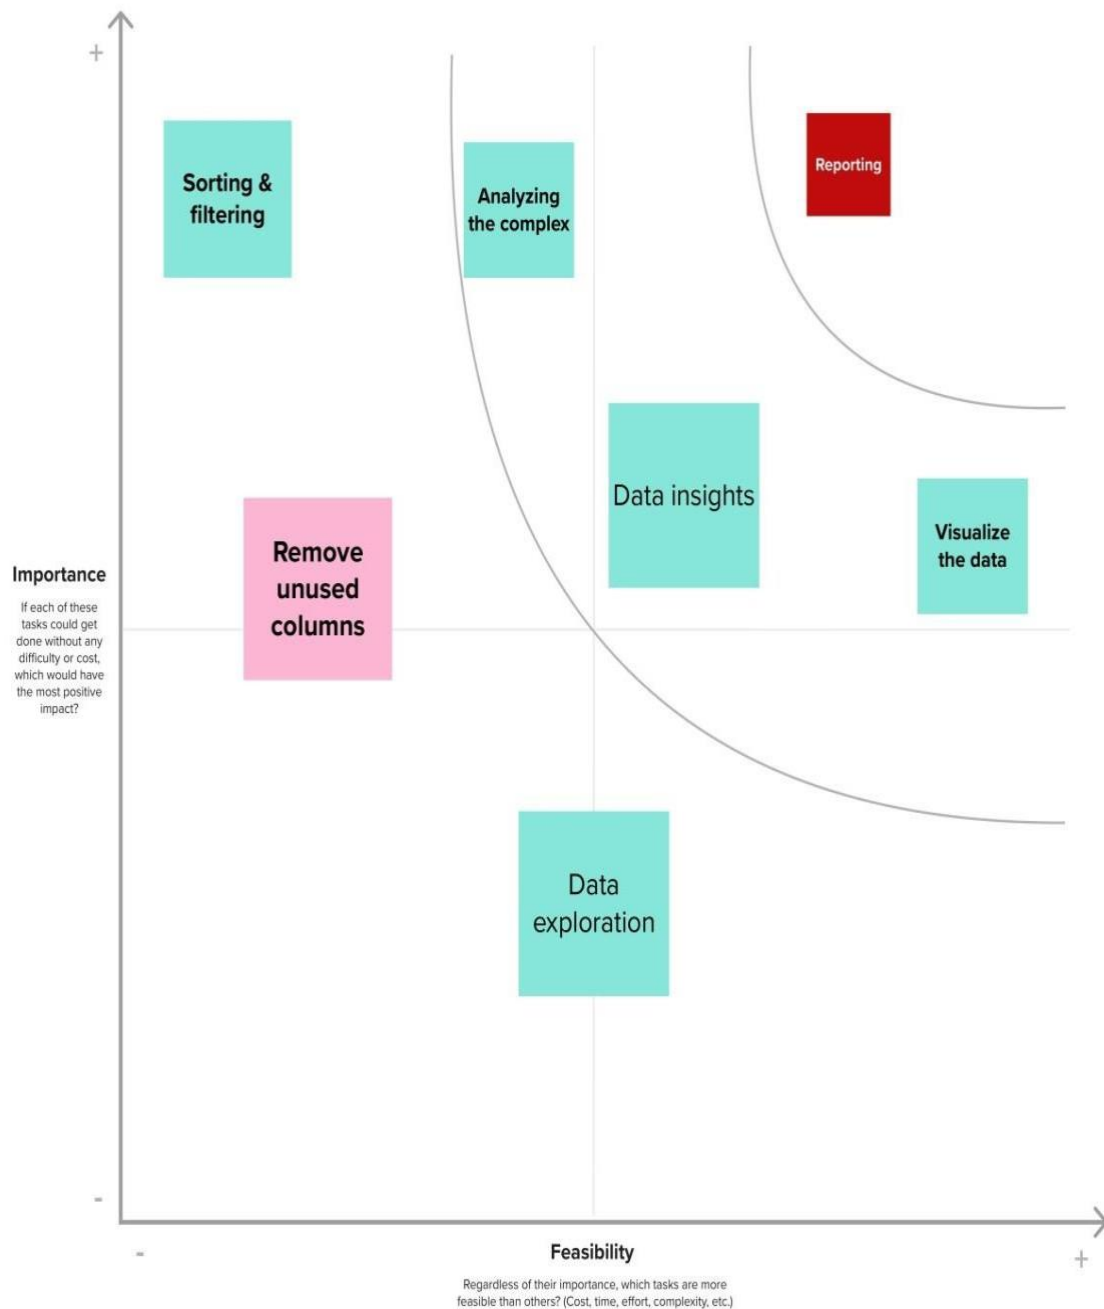 +
Sorting &
filtering
Analyzing
the complex
Reporting
Data insights
Visualize
the data
Remove
unused
columns
Importance
If each of these
tasks could get
done without any
difficulty or cost,
which would have
the most positive
impact?
Data
exploration
-
-
Feasibility
+
Regardless of their importance, which tasks are more
feasible than others? (Cost, time, effort, complexity, etc.)